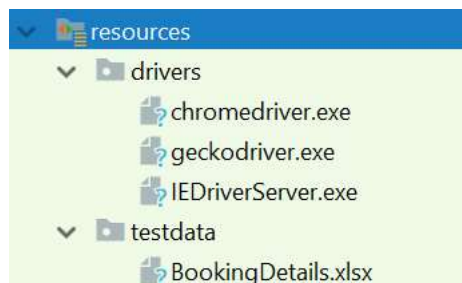 resources
drivers
chromedriver.exe
geckodriver.exe
IEDriverServer.exe
testdata
BookingDetails.xlsx